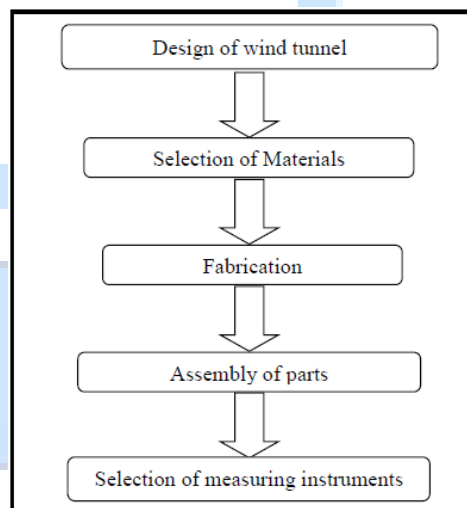 Design of wind tunnel
Selection of Materials
Fabrication
Assembly of parts
Selection of measuring instruments